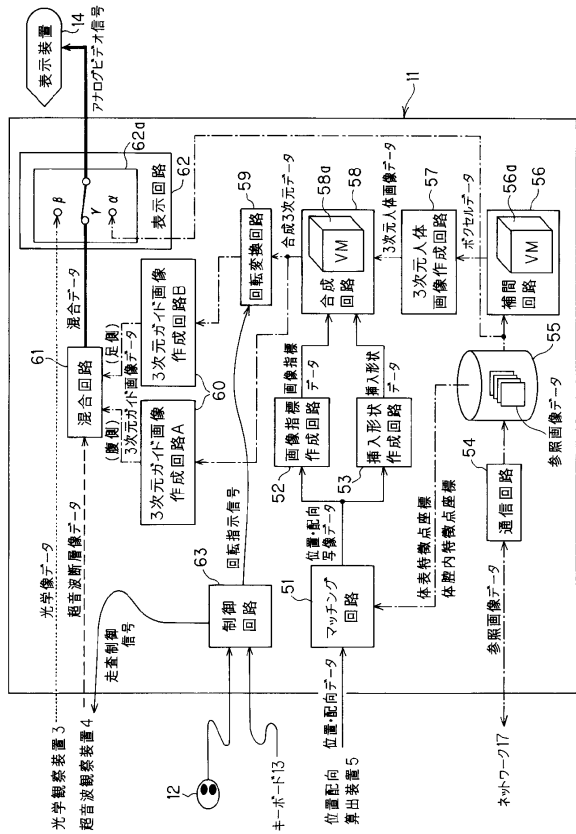 光学観察装置3
超音波観察装置4
光学像データ
超音波断層像データ
走査制御
信号
12
キーボード13
位置配向
算出装置5
位置・配向データ
ネットワーク17
参照画像データ
63
制御
回路
回転指示信号
51
マッチング
回路
位置・配向
写像データ
体表特徴点座標
体腔内特徴点座標
54
通信回路
55
参照画像データ
61
混合回路
混合データ
(腹側)
(足側)
3次元ガイド画像データ
3次元ガイド画像
作成回路A
3次元ガイド画像
作成回路B
60
52
画像指標
作成回路
画像指標
データ
53
挿入形状
作成回路
挿入形状
データ
59
回転変換回路
合成3次元データ
58a
58
VM
合成
回路
3次元人体画像データ
57
3次元人体
画像作成回路
ボクセルデータ
56a
56
VM
補間
回路
β
γ
α
62a
62
表示回路
11
14
表示装置
アナログビデオ信号